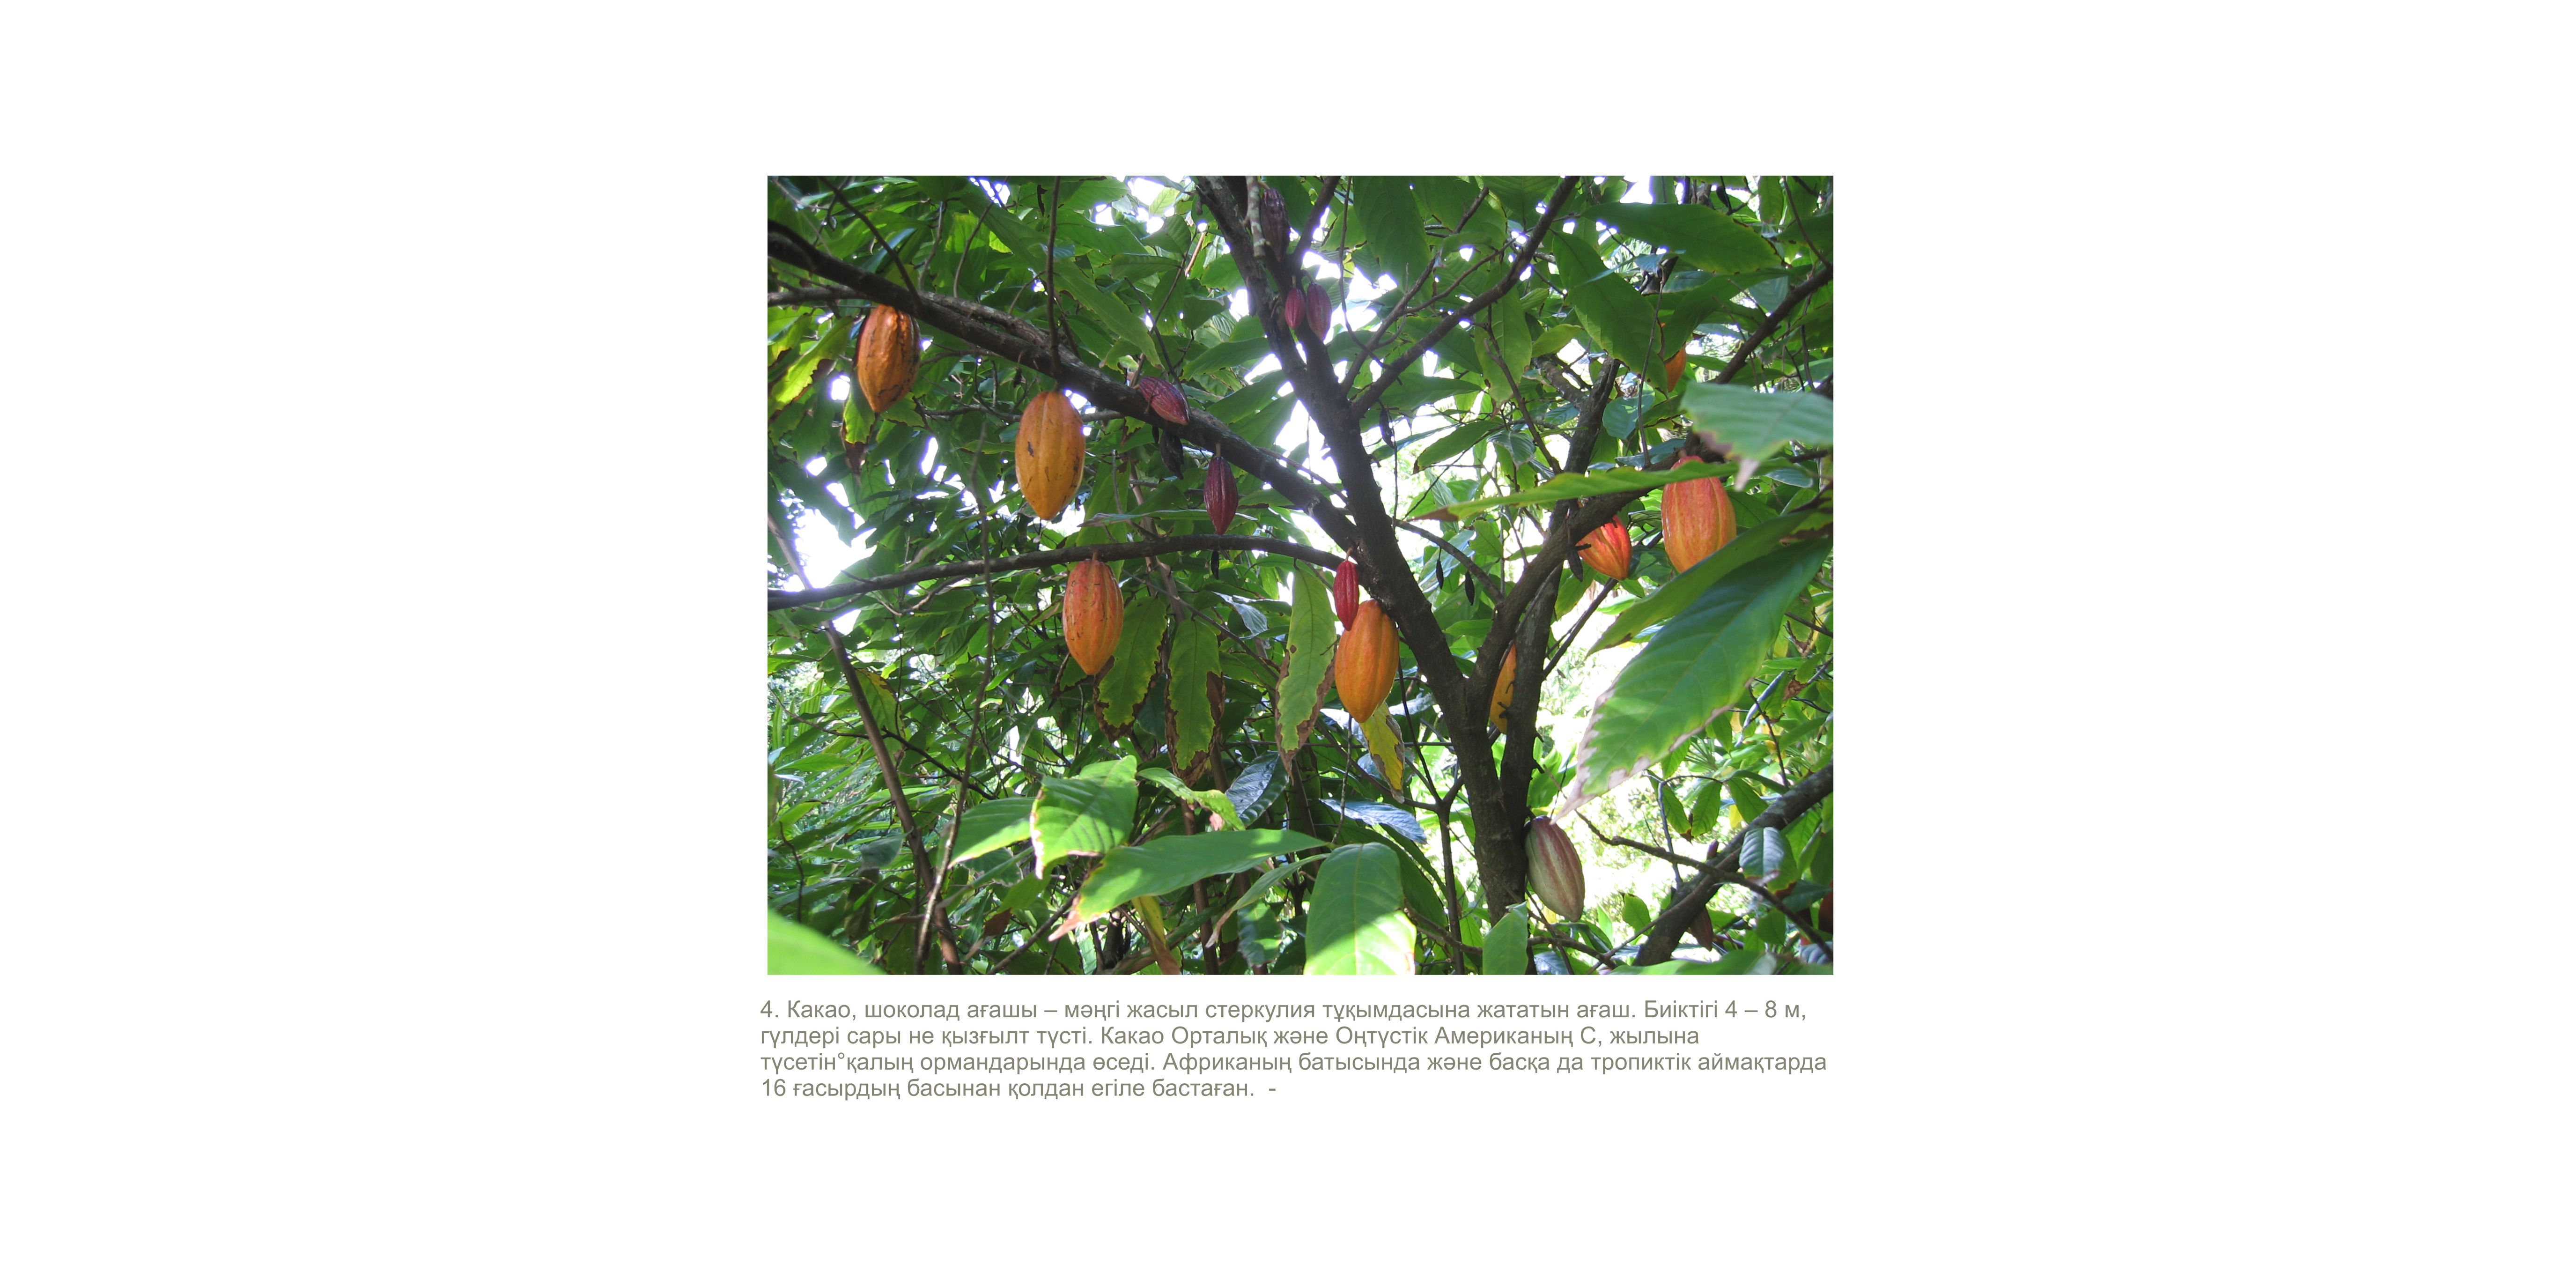 4. Какао, шоколад ағашы – мәңгі жасыл стеркулия тұқымдасына жататын ағаш. Биіктігі 4 – 8 м,
гүлдері сары не қызғылт түсті. Какао Орталық және Оңтүстік Американың С, жылына
түсетін°қалың ормандарында өседі. Африканың батысында және басқа да тропиктік аймақтарда
16 ғасырдың басынан қолдан егіле бастаған.  -